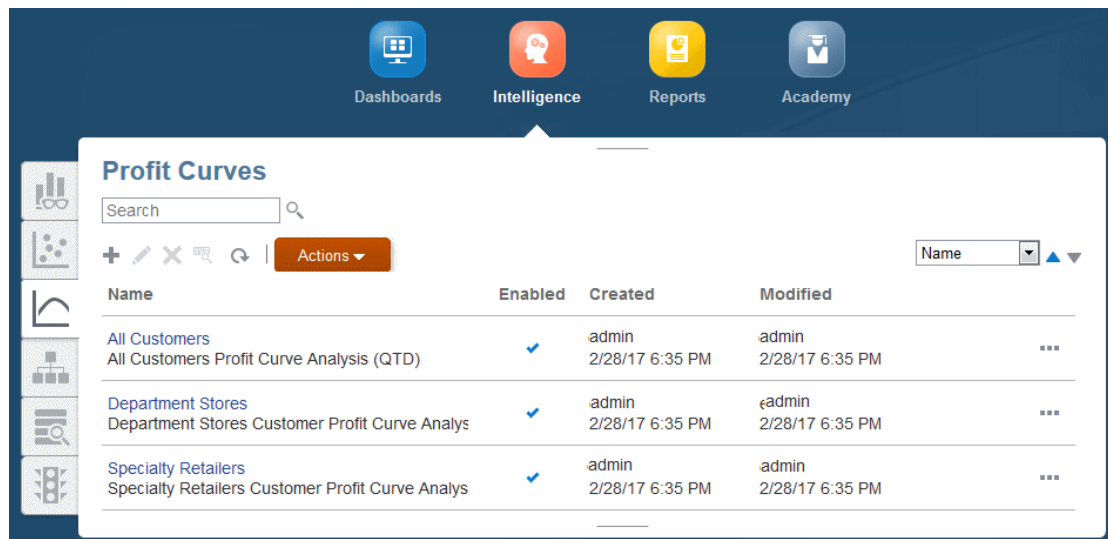 Dashboards Intelligence Reports Academy
Profit Curves
Search
Actions
Name
Name Enabled Created Modified
All Customers admin admin
All Customers Profit Curve Analysis (QTD) 2/28/17 6:35 PM 2/28/17 6:35 PM
Department Stores admin eadmin
Department Stores Customer Profit Curve Analys 2/28/17 6:35 PM 2/28/17 6:35 PM
Specialty Retailers admin admin
Specialty Retailers Customer Profit Curve Analys 2/28/17 6:35 PM 2/28/17 6:35 PM